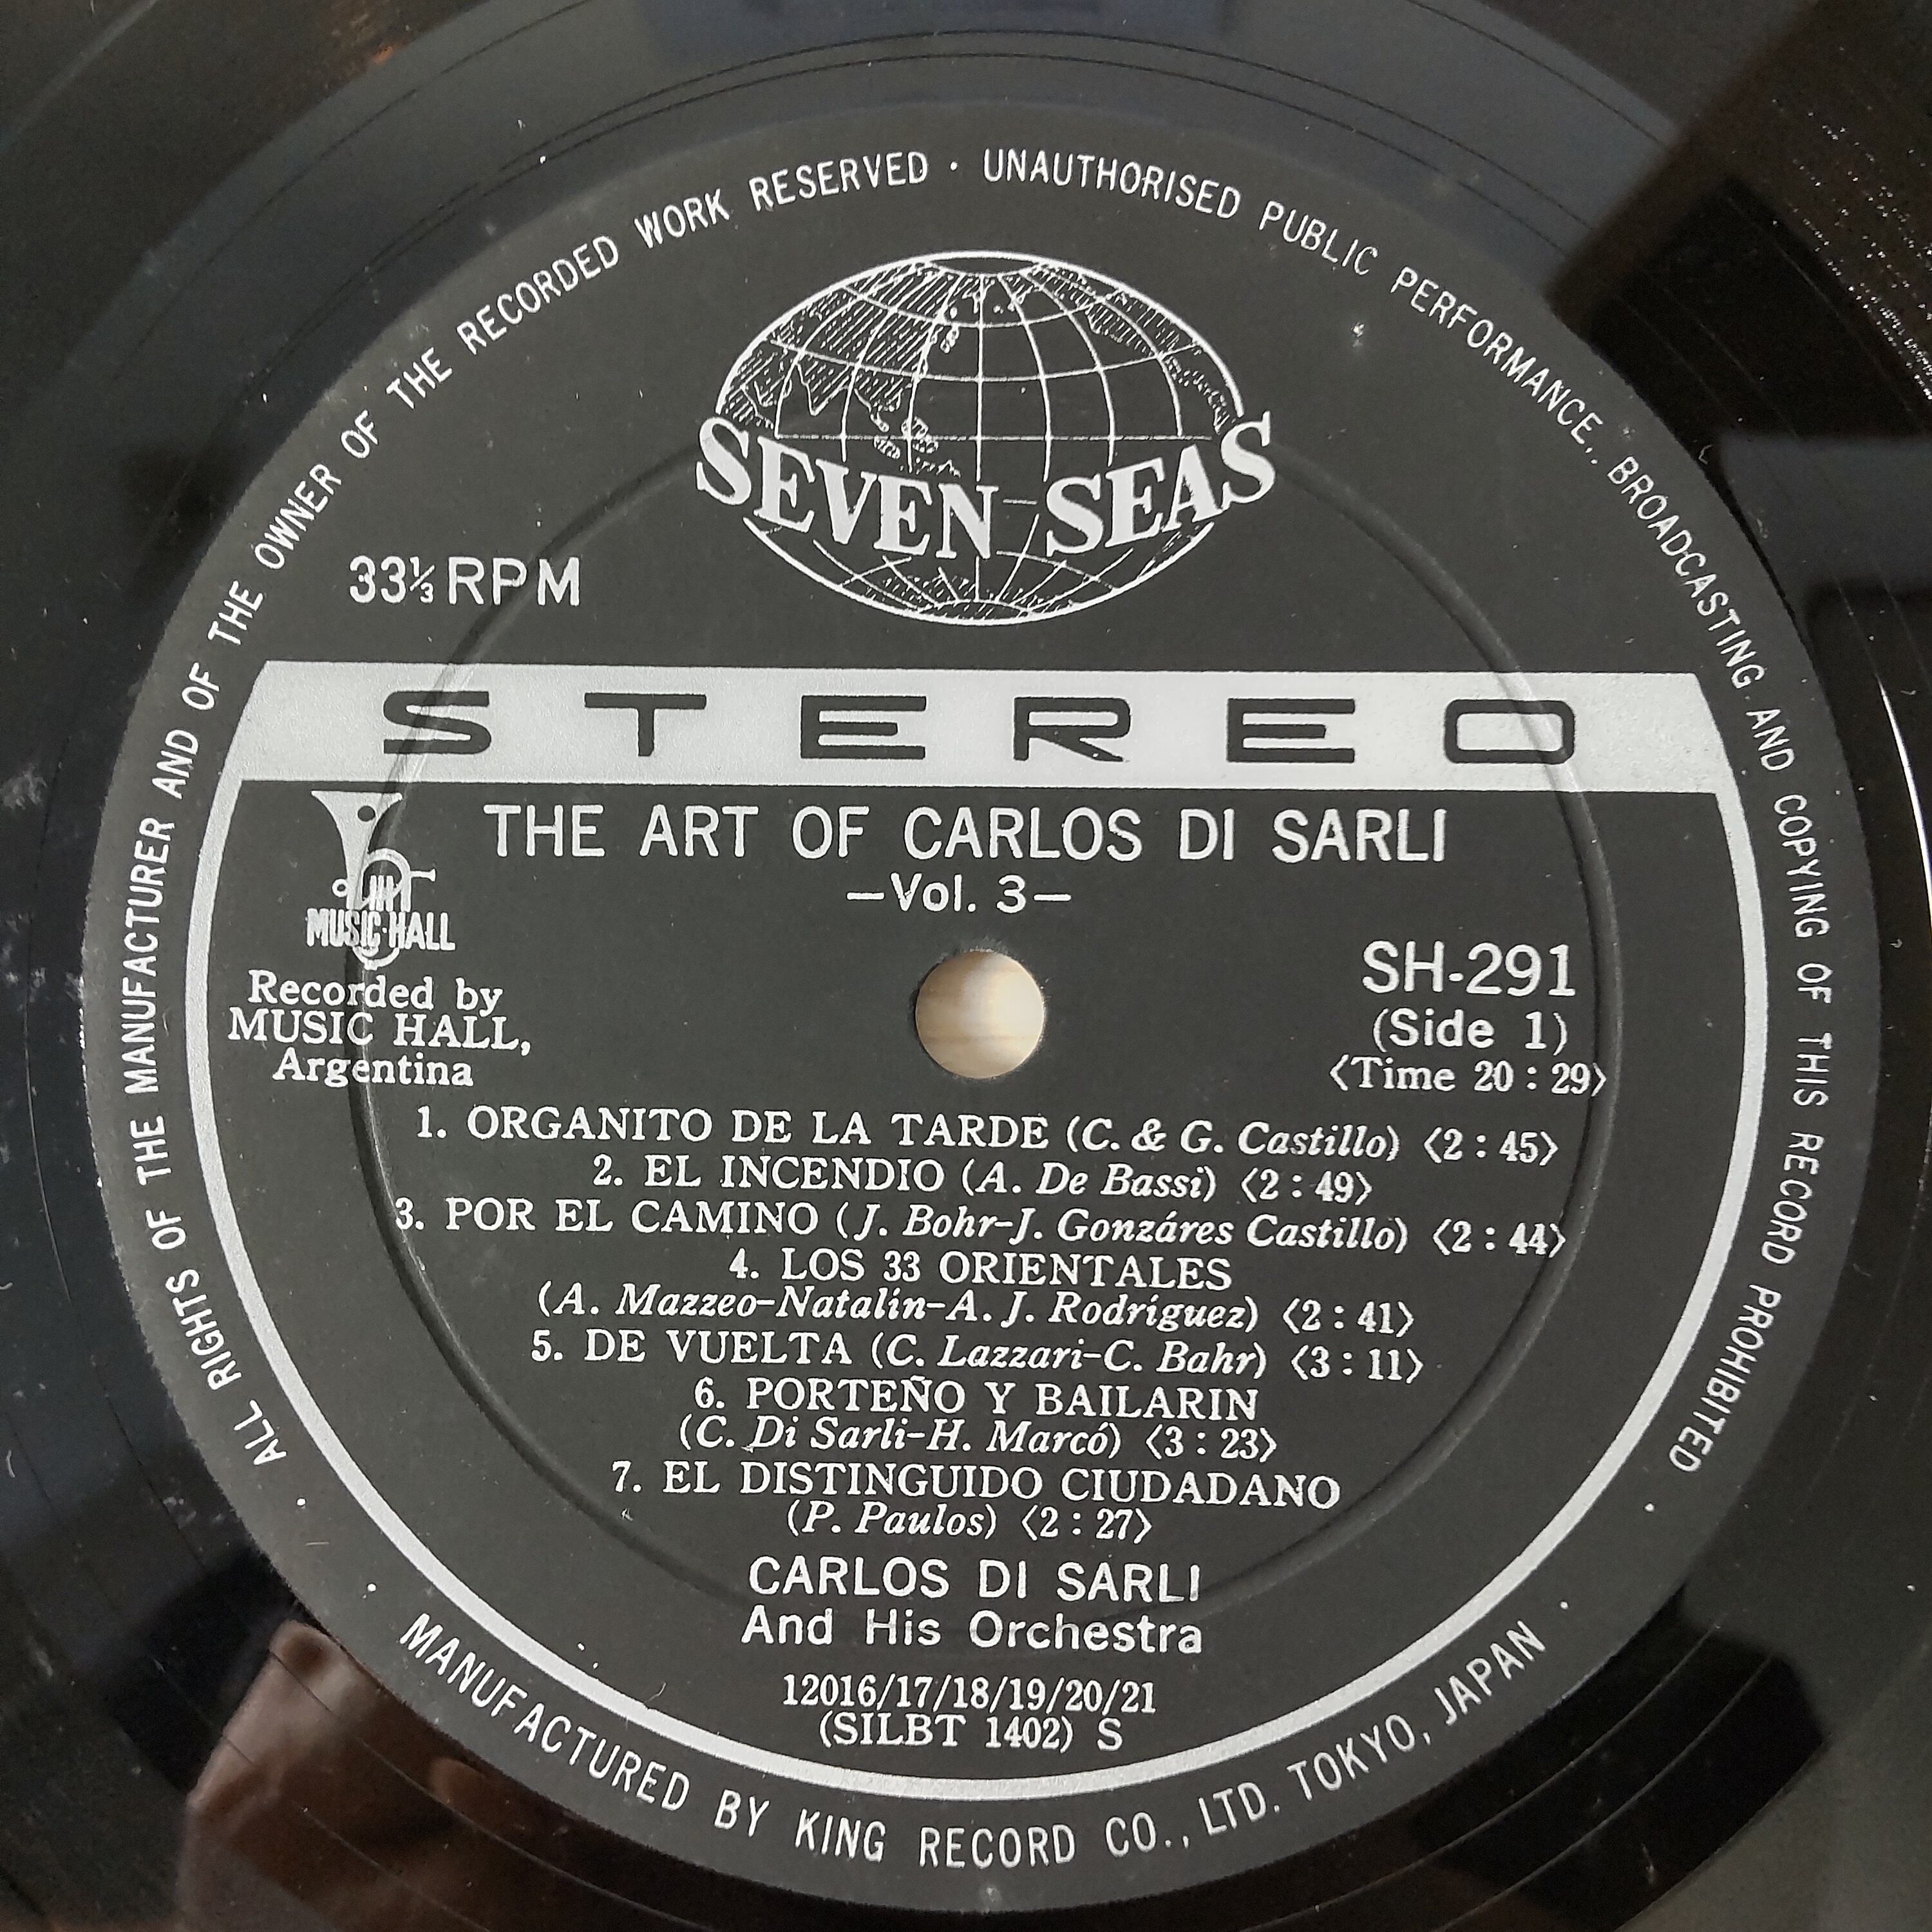 ALL RIGHTS OF THE MANUFACTURER AND OF THE OWNER OF THE RECORDED WORK RESERVED · UNAUTHORISED PUBLIC PERFORMANCE,. BROADCASTING AND COPYING OF THIS RECORD PROHIBITED
SEVEN SEAS
33⅓ RPM
STEREO
THE ART OF CARLOS DI SARLI
—Vol. 3—
MUSIC-HALL
Recorded by
MUSIC HALL,
Argentina
SH-291
(Side 1)
〈Time 20 : 29〉
1. ORGANITO DE LA TARDE (C. & G. Castillo) 〈2 : 45〉
2. EL INCENDIO (A. De Bassi) 〈2 : 49〉
3. POR EL CAMINO (J. Bohr-J. Gonzáres Castillo) 〈2 : 44〉
4. LOS 33 ORIENTALES
(A. Mazzeo-Natalín-A. J. Rodríguez) 〈2 : 41〉
5. DE VUELTA (C. Lazzari-C. Bahr) 〈3 : 11〉
6. PORTEÑO Y BAILARIN
(C. Di Sarli-H. Marcó) 〈3 : 23〉
7. EL DISTINGUIDO CIUDADANO
(P. Paulos) 〈2 : 27〉
CARLOS DI SARLI
And His Orchestra
12016/17/18/19/20/21
(SILBT 1402) S
MANUFACTURED BY KING RECORD CO., LTD. TOKYO, JAPAN